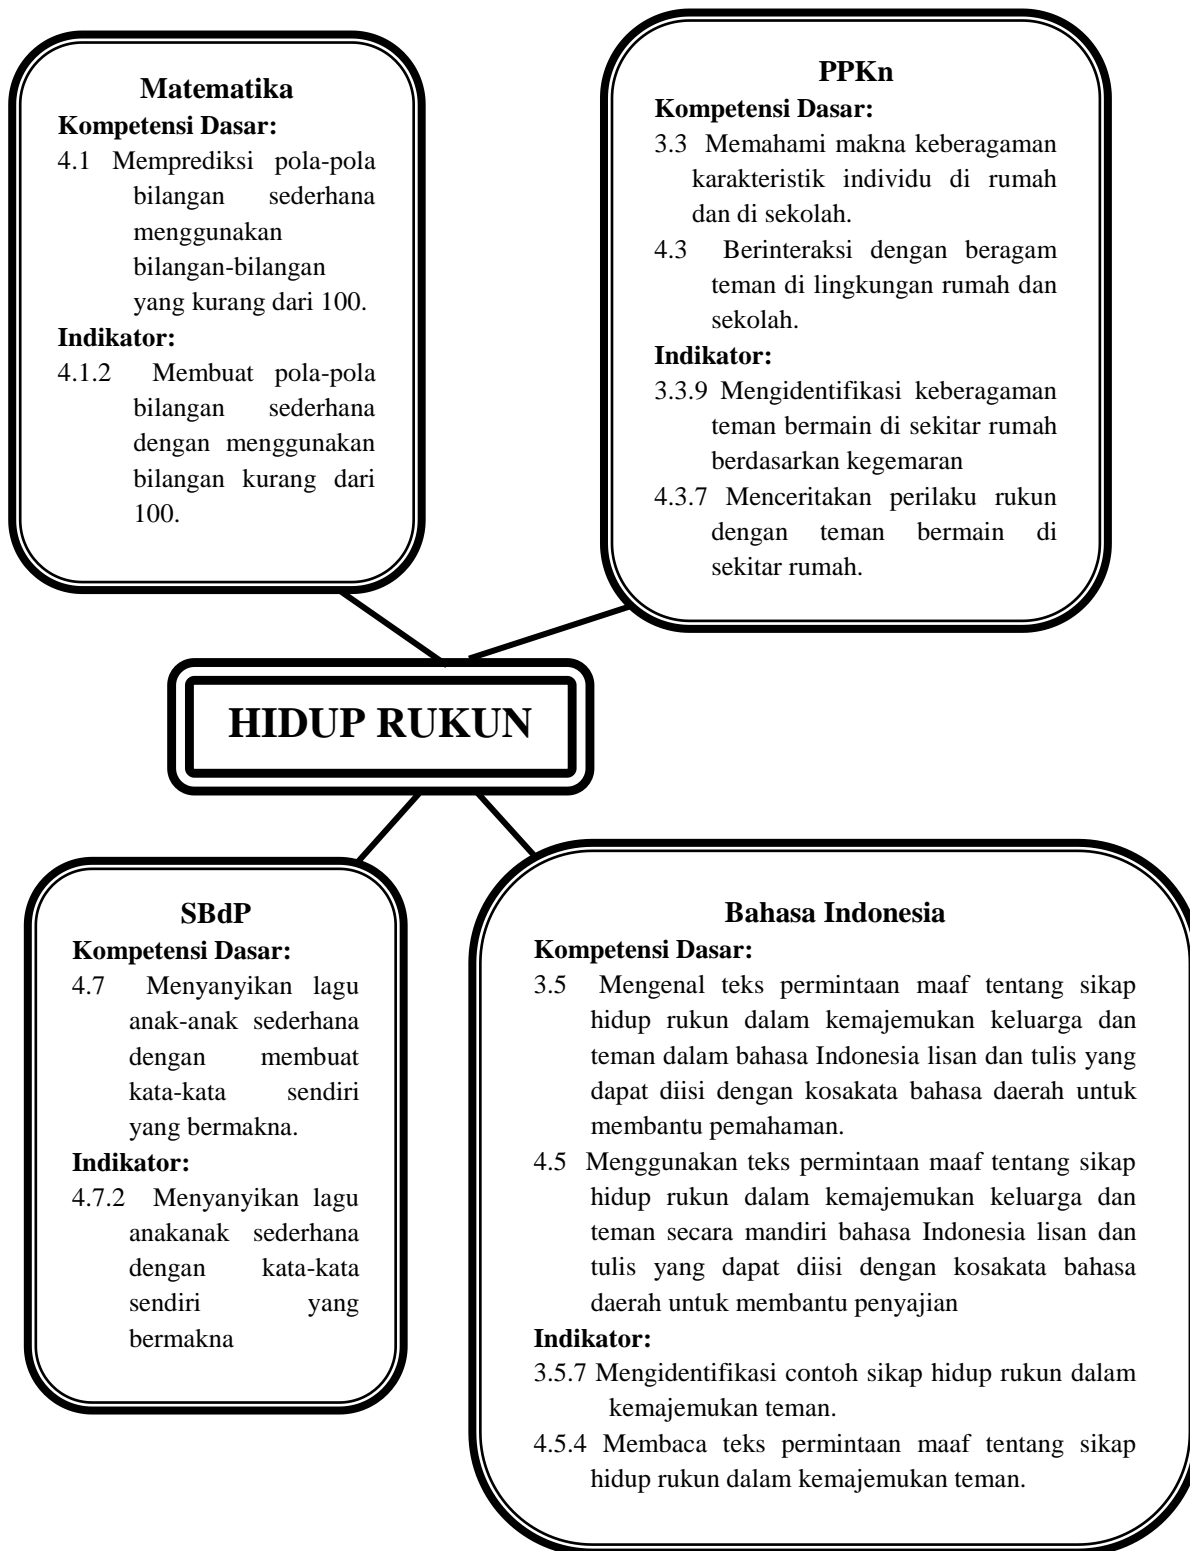 Matematika
Kompetensi Dasar:
4.1 Memprediksi pola-pola
bilangan sederhana
menggunakan
bilangan-bilangan
yang kurang dari 100.
Indikator:
4.1.2 Membuat pola-pola
bilangan sederhana
dengan menggunakan
bilangan kurang dari
100.
PPKn
Kompetensi Dasar:
3.3 Memahami makna keberagaman
karakteristik individu di rumah
dan di sekolah.
4.3 Berinteraksi dengan beragam
teman di lingkungan rumah dan
sekolah.
Indikator:
3.3.9 Mengidentifikasi keberagaman
teman bermain di sekitar rumah
berdasarkan kegemaran
4.3.7 Menceritakan perilaku rukun
dengan teman bermain di
sekitar rumah.
HIDUP RUKUN
SBdP
Kompetensi Dasar:
4.7 Menyanyikan lagu
anak-anak sederhana
dengan membuat
kata-kata sendiri
yang bermakna.
Indikator:
4.7.2 Menyanyikan lagu
anakanak sederhana
dengan kata-kata
sendiri yang
bermakna
Bahasa Indonesia
Kompetensi Dasar:
3.5 Mengenal teks permintaan maaf tentang sikap
hidup rukun dalam kemajemukan keluarga dan
teman dalam bahasa Indonesia lisan dan tulis yang
dapat diisi dengan kosakata bahasa daerah untuk
membantu pemahaman.
4.5 Menggunakan teks permintaan maaf tentang sikap
hidup rukun dalam kemajemukan keluarga dan
teman secara mandiri bahasa Indonesia lisan dan
tulis yang dapat diisi dengan kosakata bahasa
daerah untuk membantu penyajian
Indikator:
3.5.7 Mengidentifikasi contoh sikap hidup rukun dalam
kemajemukan teman.
4.5.4 Membaca teks permintaan maaf tentang sikap
hidup rukun dalam kemajemukan teman.